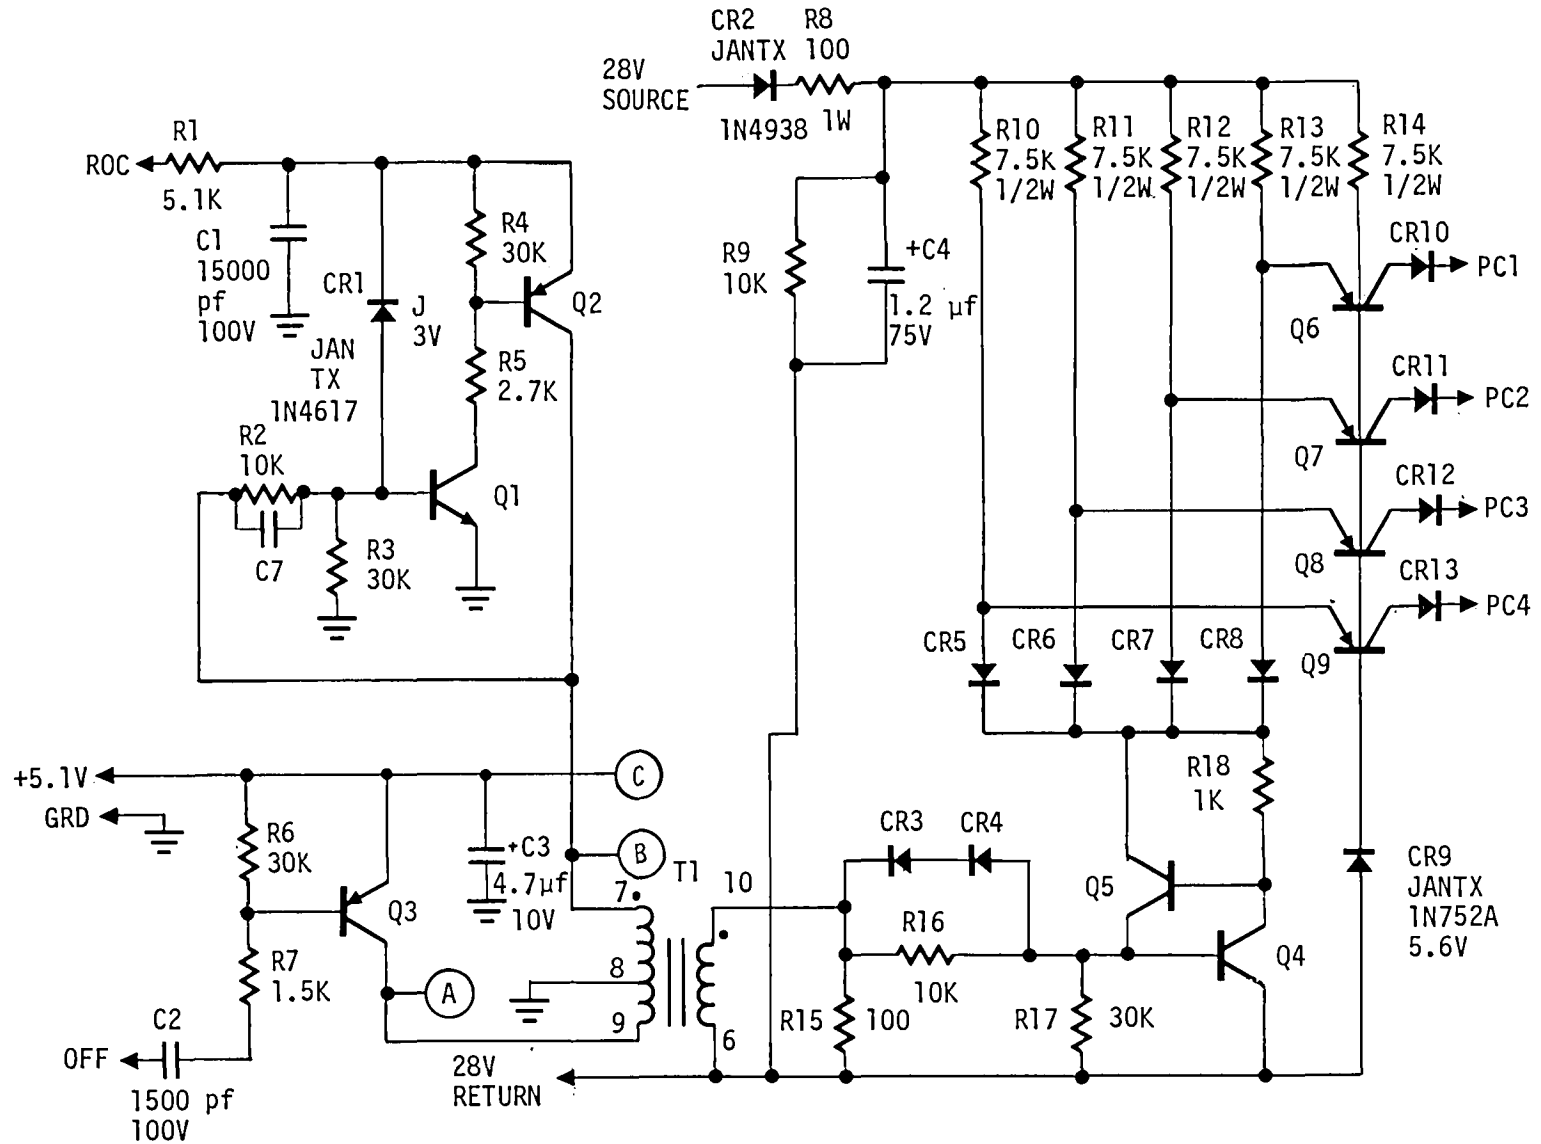 CR2
JANTX
R8
100
28V
SOURCE
1N4938
1W
R1
ROC
5.1K
C1
15000
pf
100V
CR1
J
3V
JAN
TX
1N4617
R4
30K
Q2
R5
2.7K
R2
10K
C7
R3
30K
Q1
R9
10K
+C4
1.2 µf
75V
R10
7.5K
1/2W
R11
7.5K
1/2W
R12
7.5K
1/2W
R13
7.5K
1/2W
R14
7.5K
1/2W
CR10
PC1
Q6
CR11
PC2
Q7
CR12
PC3
Q8
CR13
PC4
Q9
CR5
CR6
CR7
CR8
+5.1V
GRD
C
B
R6
30K
+C3
4.7µf
10V
Q3
R7
1.5K
A
C2
OFF
1500 pf
100V
T1
7
8
9
10
6
28V
RETURN
CR3
CR4
R16
10K
R15
100
R17
30K
R18
1K
Q5
Q4
CR9
JANTX
1N752A
5.6V